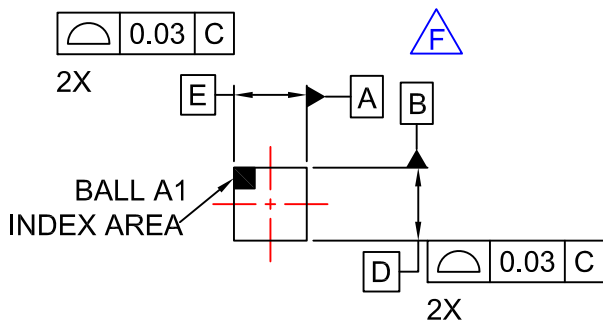 0.03 C
F
2X
E
A
B
BALL A1
INDEX AREA
D
0.03 C
2X